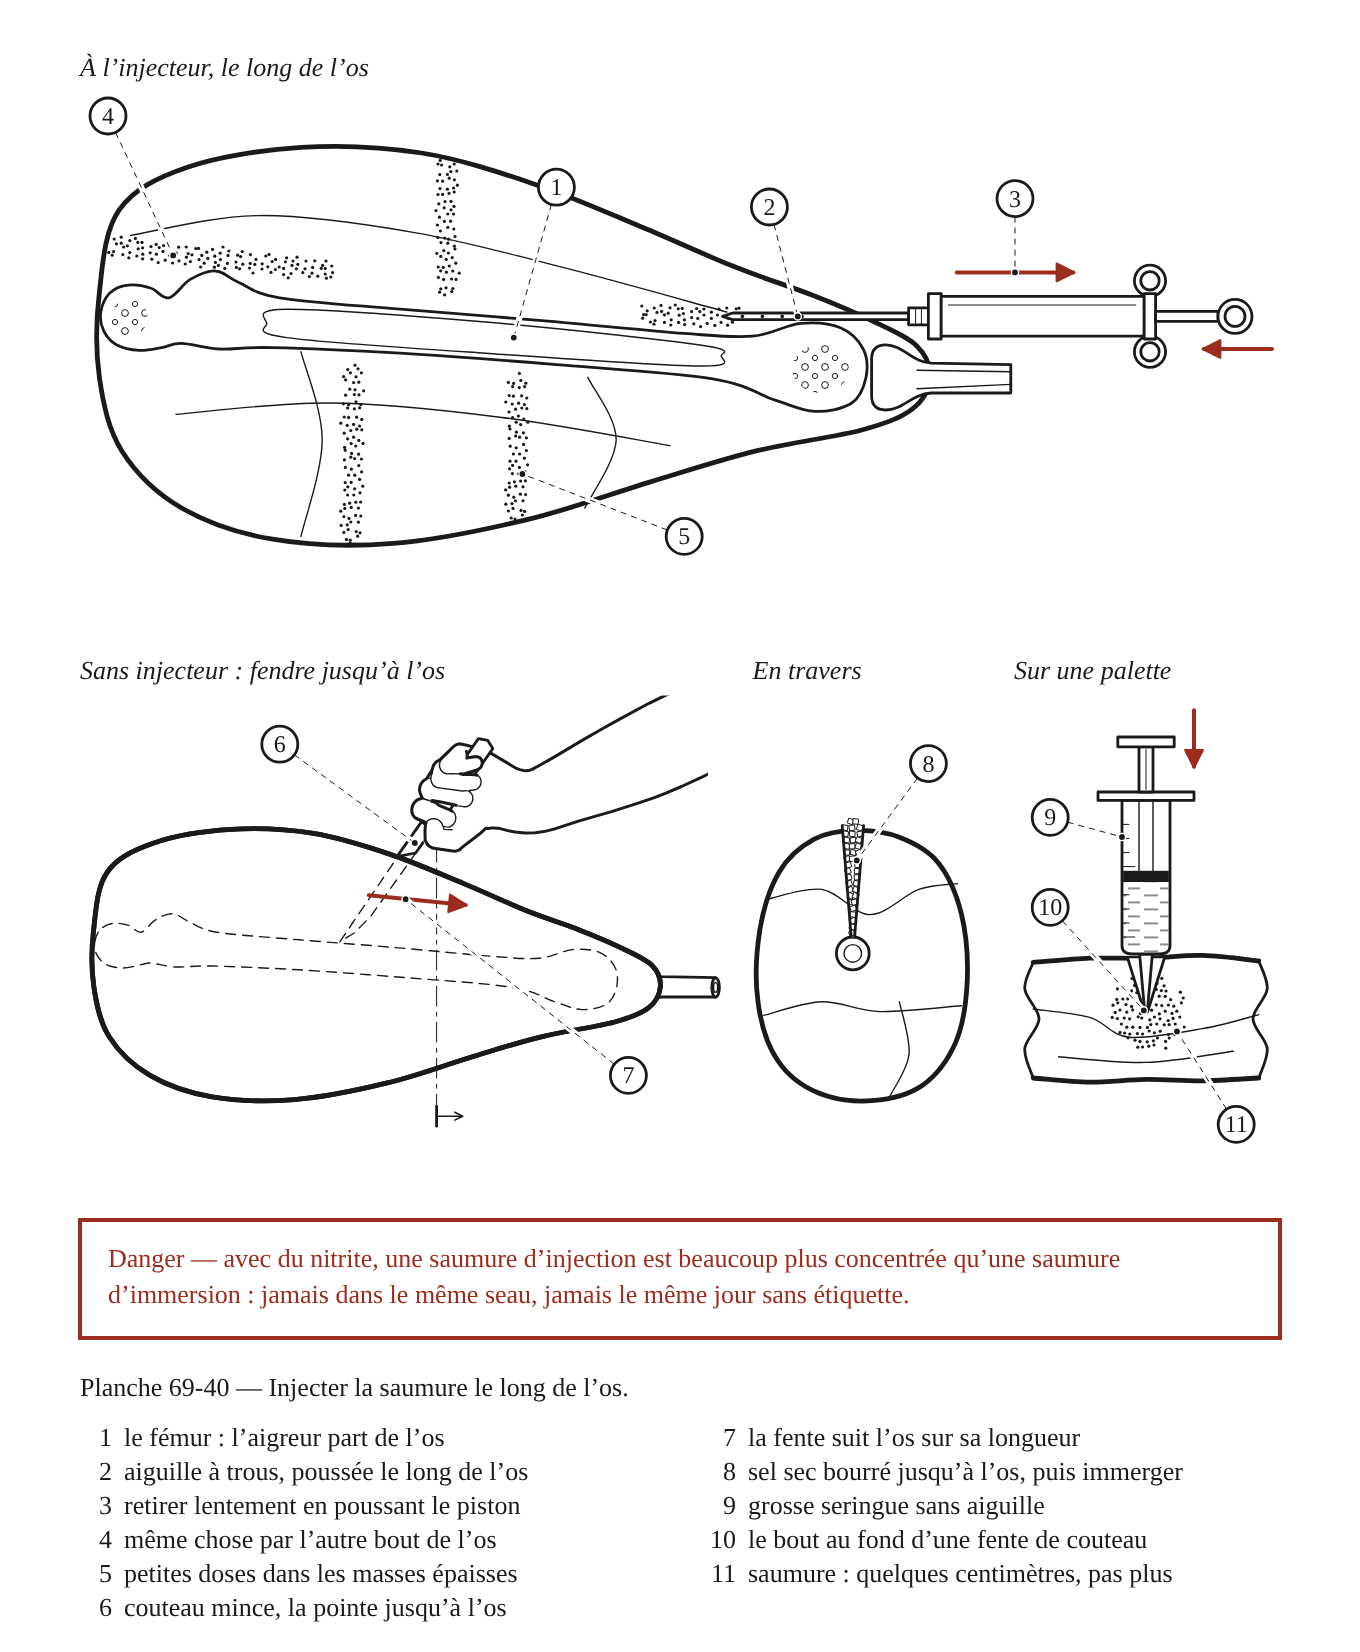 À l’injecteur, le long de l’os
4
1
2
3
5
Sans injecteur : fendre jusqu’à l’os
En travers
Sur une palette
6
8
9
10
7
11
Danger — avec du nitrite, une saumure d’injection est beaucoup plus concentrée qu’une saumure
d’immersion : jamais dans le même seau, jamais le même jour sans étiquette.
Planche 69-40 — Injecter la saumure le long de l’os.
1 le fémur : l’aigreur part de l’os
2 aiguille à trous, poussée le long de l’os
3 retirer lentement en poussant le piston
4 même chose par l’autre bout de l’os
5 petites doses dans les masses épaisses
6 couteau mince, la pointe jusqu’à l’os
7 la fente suit l’os sur sa longueur
8 sel sec bourré jusqu’à l’os, puis immerger
9 grosse seringue sans aiguille
10 le bout au fond d’une fente de couteau
11 saumure : quelques centimètres, pas plus